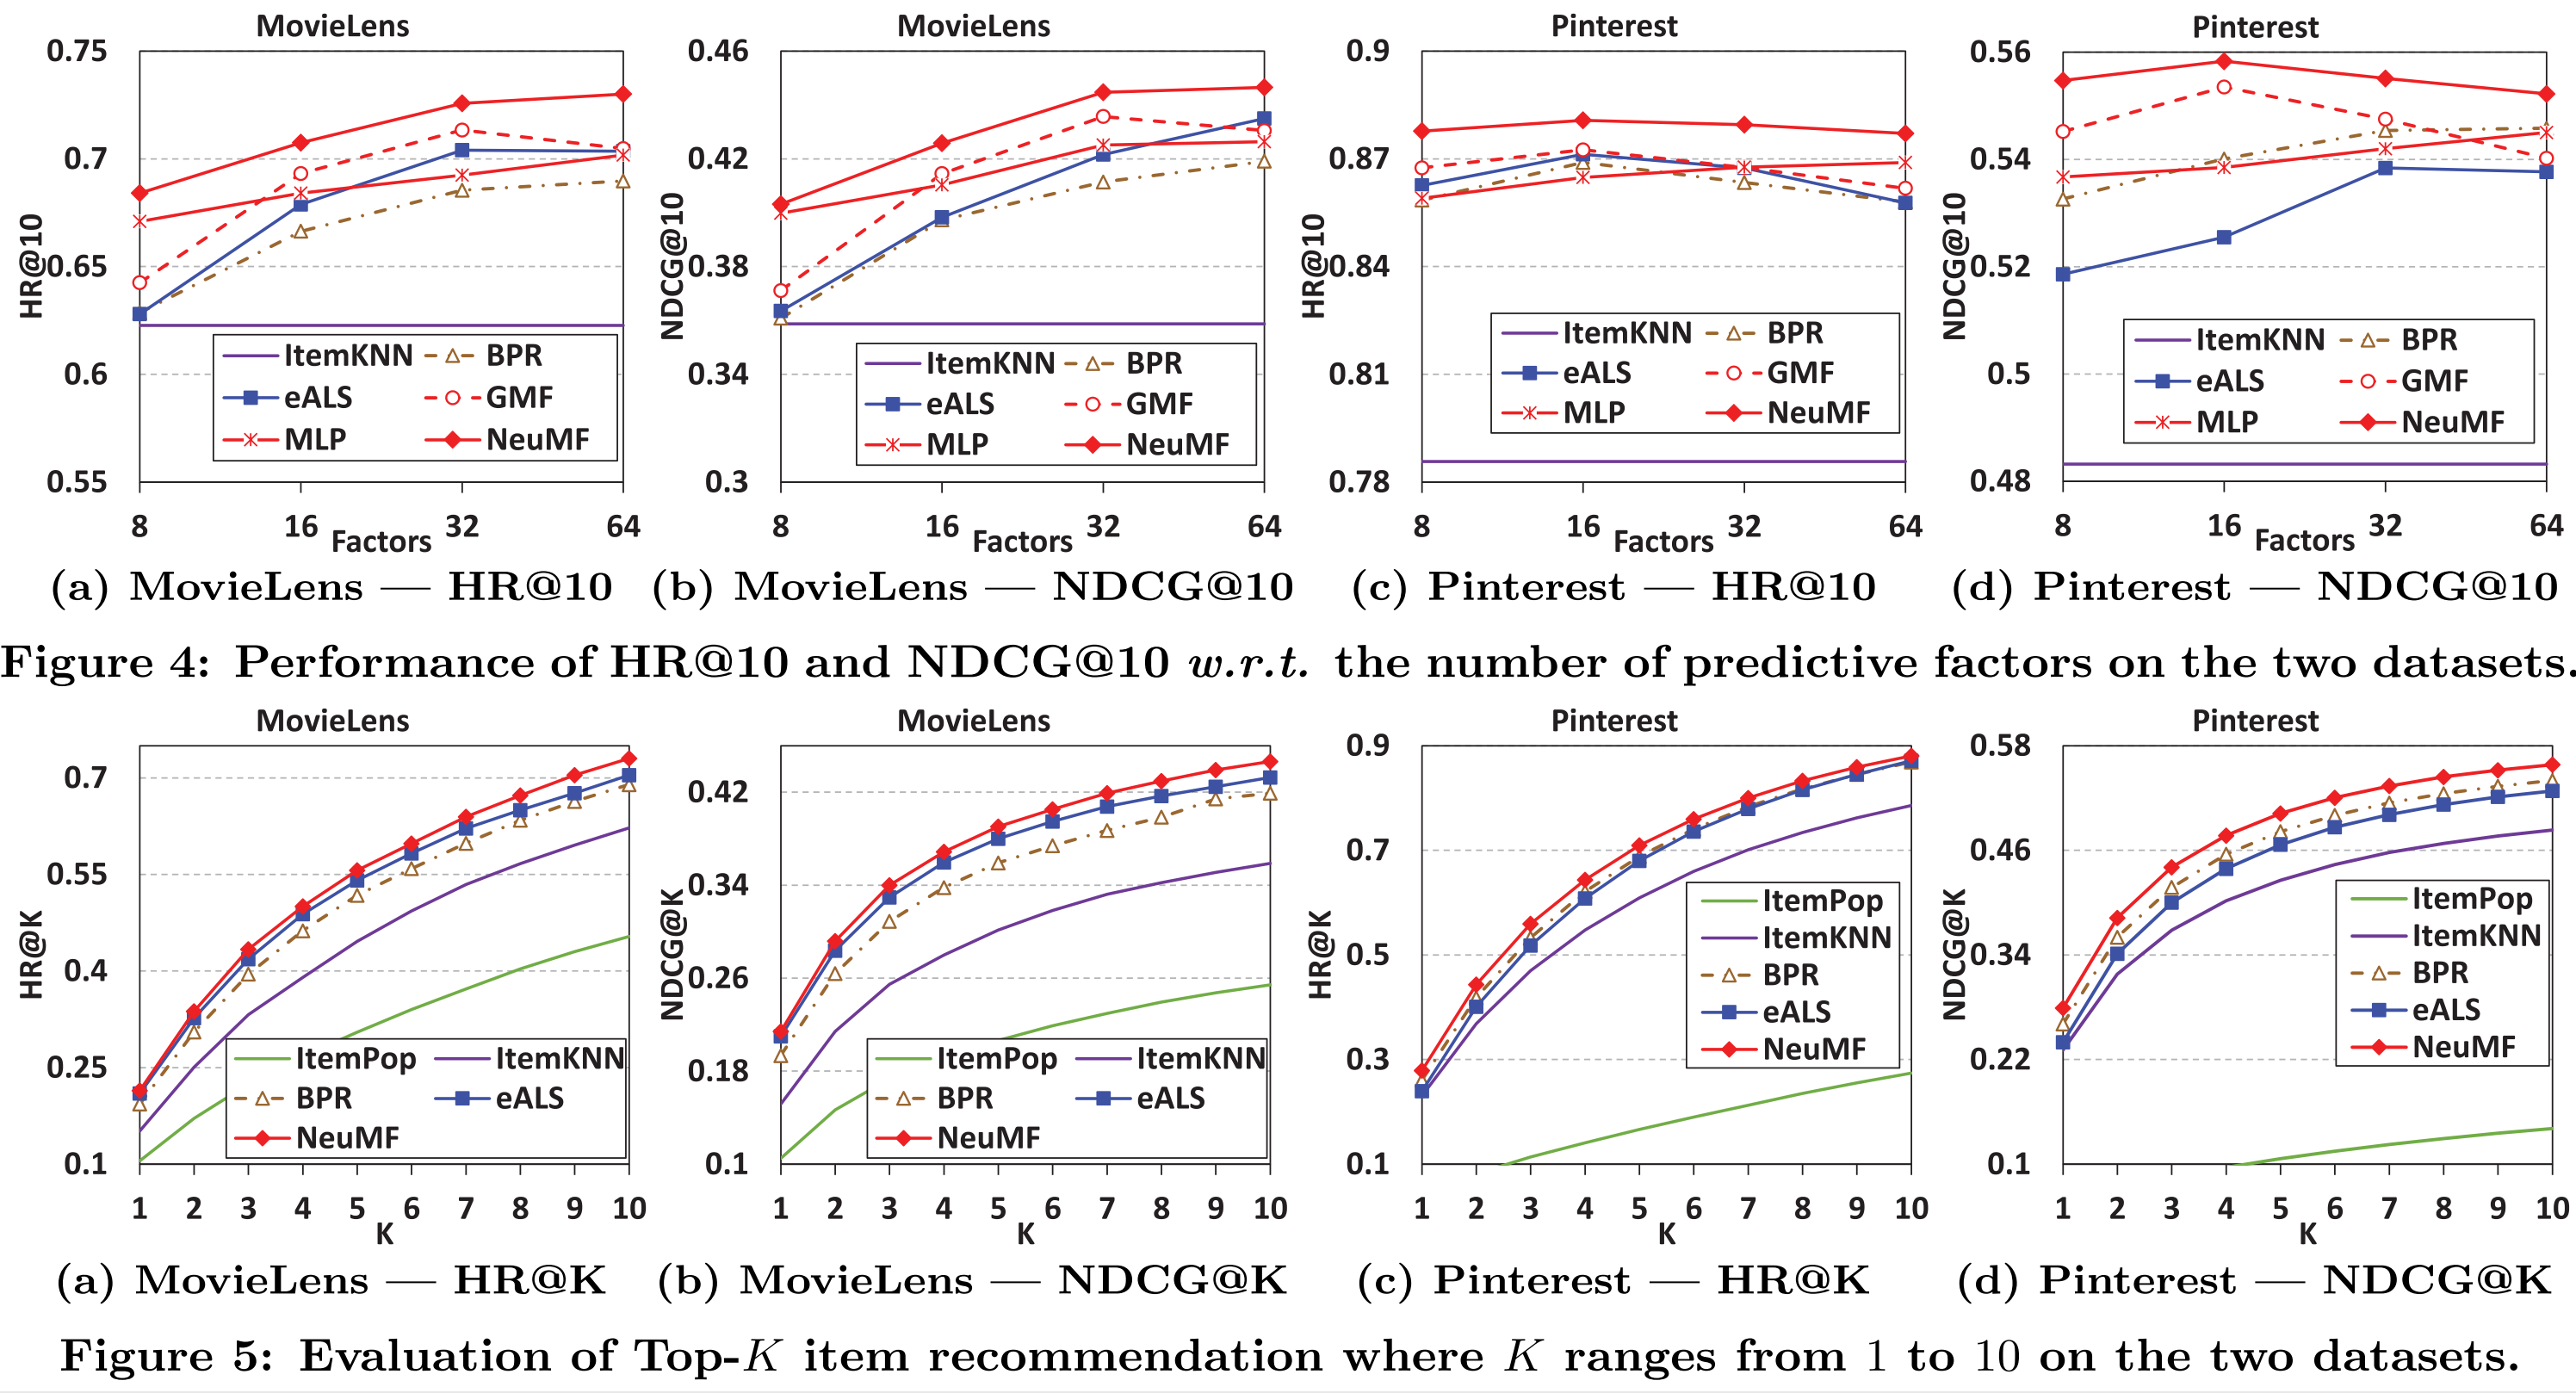 MovieLens
HR@10
0.75
0.7
0.65
0.6
0.55
ItemKNN BPR
eALS GMF
MLP NeuMF
8 16 32 64
Factors
(a) MovieLens — HR@10
MovieLens
NDCG@10
0.46
0.42
0.38
0.34
0.3
ItemKNN BPR
eALS GMF
MLP NeuMF
8 16 32 64
Factors
(b) MovieLens — NDCG@10
Pinterest
HR@10
0.9
0.87
0.84
0.81
0.78
ItemKNN BPR
eALS GMF
MLP NeuMF
8 16 32 64
Factors
(c) Pinterest — HR@10
Pinterest
NDCG@10
0.56
0.54
0.52
0.5
0.48
ItemKNN BPR
eALS GMF
MLP NeuMF
8 16 32 64
Factors
(d) Pinterest — NDCG@10
Figure 4: Performance of HR@10 and NDCG@10 w.r.t. the number of predictive factors on the two datasets.
MovieLens
HR@K
0.7
0.55
0.4
0.25
0.1
ItemPop ItemKNN
BPR eALS
NeuMF
1 2 3 4 5 6 7 8 9 10
K
(a) MovieLens — HR@K
MovieLens
NDCG@K
0.42
0.34
0.26
0.18
0.1
ItemPop ItemKNN
BPR eALS
NeuMF
1 2 3 4 5 6 7 8 9 10
K
(b) MovieLens — NDCG@K
Pinterest
HR@K
0.9
0.7
0.5
0.3
0.1
ItemPop
ItemKNN
BPR
eALS
NeuMF
1 2 3 4 5 6 7 8 9 10
K
(c) Pinterest — HR@K
Pinterest
NDCG@K
0.58
0.46
0.34
0.22
0.1
ItemPop
ItemKNN
BPR
eALS
NeuMF
1 2 3 4 5 6 7 8 9 10
K
(d) Pinterest — NDCG@K
Figure 5: Evaluation of Top-K item recommendation where K ranges from 1 to 10 on the two datasets.